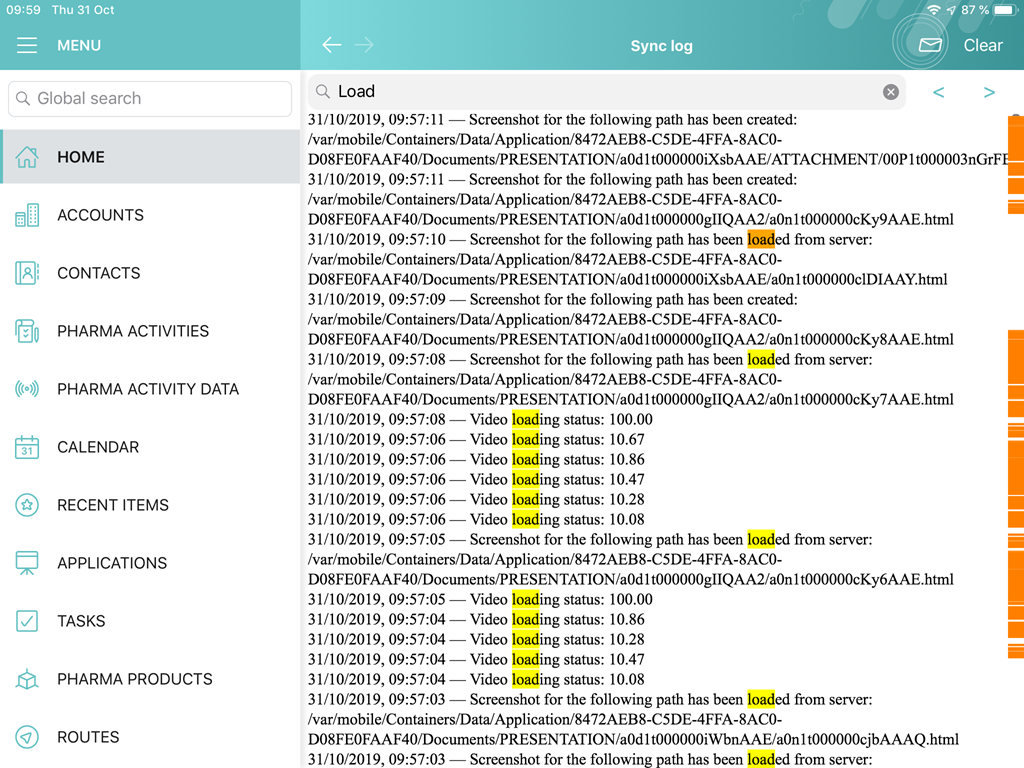 09:59 Thu 31 Oct
87 %
MENU
Sync log
Clear
Global search
HOME
ACCOUNTS
CONTACTS
PHARMA ACTIVITIES
PHARMA ACTIVITY DATA
CALENDAR
31
RECENT ITEMS
APPLICATIONS
TASKS
PHARMA PRODUCTS
ROUTES
Load
< >
31/10/2019, 09:57:11 — Screenshot for the following path has been created:
/var/mobile/Containers/Data/Application/8472AEB8-C5DE-4FFA-8AC0-
D08FE0FAAF40/Documents/PRESENTATION/a0d1t000000iXsbAAE/ATTACHMENT/00P1t000003nGrFE
31/10/2019, 09:57:11 — Screenshot for the following path has been created:
/var/mobile/Containers/Data/Application/8472AEB8-C5DE-4FFA-8AC0-
D08FE0FAAF40/Documents/PRESENTATION/a0d1t000000gIIQAA2/a0n1t000000cKy9AAE.html
31/10/2019, 09:57:10 — Screenshot for the following path has been loaded from server:
/var/mobile/Containers/Data/Application/8472AEB8-C5DE-4FFA-8AC0-
D08FE0FAAF40/Documents/PRESENTATION/a0d1t000000iXsbAAE/a0n1t000000clDIAAY.html
31/10/2019, 09:57:09 — Screenshot for the following path has been created:
/var/mobile/Containers/Data/Application/8472AEB8-C5DE-4FFA-8AC0-
D08FE0FAAF40/Documents/PRESENTATION/a0d1t000000gIIQAA2/a0n1t000000cKy8AAE.html
31/10/2019, 09:57:08 — Screenshot for the following path has been loaded from server:
/var/mobile/Containers/Data/Application/8472AEB8-C5DE-4FFA-8AC0-
D08FE0FAAF40/Documents/PRESENTATION/a0d1t000000gIIQAA2/a0n1t000000cKy7AAE.html
31/10/2019, 09:57:08 — Video loading status: 100.00
31/10/2019, 09:57:06 — Video loading status: 10.67
31/10/2019, 09:57:06 — Video loading status: 10.86
31/10/2019, 09:57:06 — Video loading status: 10.47
31/10/2019, 09:57:06 — Video loading status: 10.28
31/10/2019, 09:57:06 — Video loading status: 10.08
31/10/2019, 09:57:05 — Screenshot for the following path has been loaded from server:
/var/mobile/Containers/Data/Application/8472AEB8-C5DE-4FFA-8AC0-
D08FE0FAAF40/Documents/PRESENTATION/a0d1t000000gIIQAA2/a0n1t000000cKy6AAE.html
31/10/2019, 09:57:05 — Video loading status: 100.00
31/10/2019, 09:57:04 — Video loading status: 10.86
31/10/2019, 09:57:04 — Video loading status: 10.28
31/10/2019, 09:57:04 — Video loading status: 10.47
31/10/2019, 09:57:04 — Video loading status: 10.08
31/10/2019, 09:57:03 — Screenshot for the following path has been loaded from server:
/var/mobile/Containers/Data/Application/8472AEB8-C5DE-4FFA-8AC0-
D08FE0FAAF40/Documents/PRESENTATION/a0d1t000000iWbnAAE/a0n1t000000cjbAAAQ.html
31/10/2019, 09:57:03 — Screenshot for the following path has been loaded from server: